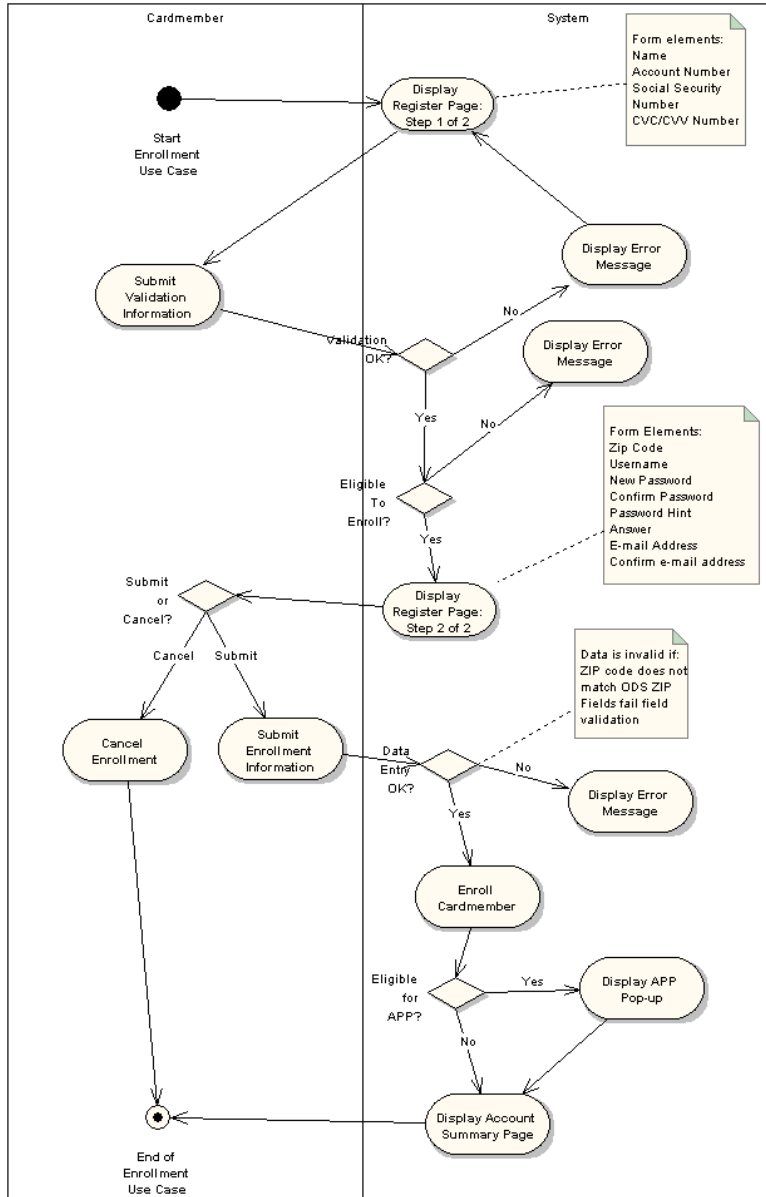 Cardmember
System
Form elements:
Name
Account Number
Social Security
Number
CVC/CVV Number
Display
Register Page:
Step 1 of 2
Start
Enrollment
Use Case
Display Error
Message
Submit
Validation
Information
No
Validation
OK?
Display Error
Message
Yes
No
Form Elements:
Zip Code
Username
New Password
Confirm Password
Password Hint
Answer
E-mail Address
Confirm e-mail address
Eligible
To
Enroll?
Yes
Submit
or
Cancel?
Display
Register Page:
Step 2 of 2
Cancel
Submit
Data is invalid if:
ZIP code does not
match ODS ZIP
Fields fail field
validation
Cancel
Enrollment
Submit
Enrollment
Information
Data
Entry
OK?
No
Display Error
Message
Yes
Enroll
Cardmember
Eligible
for
APP?
Yes
Display APP
Pop-up
No
Display Account
Summary Page
End of
Enrollment
Use Case